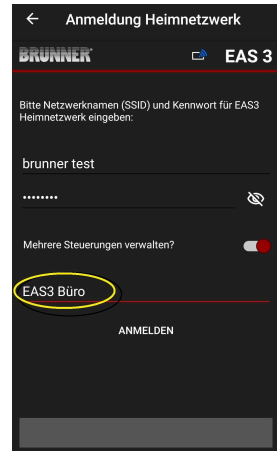 Anmeldung Heimnetzwerk
BRUNNER EAS 3
Bitte Netzwerknamen (SSID) und Kennwort für EAS3
Heimnetzwerk eingeben:
brunner test
••••••••
Mehrere Steuerungen verwalten?
EAS3 Büro
ANMELDEN